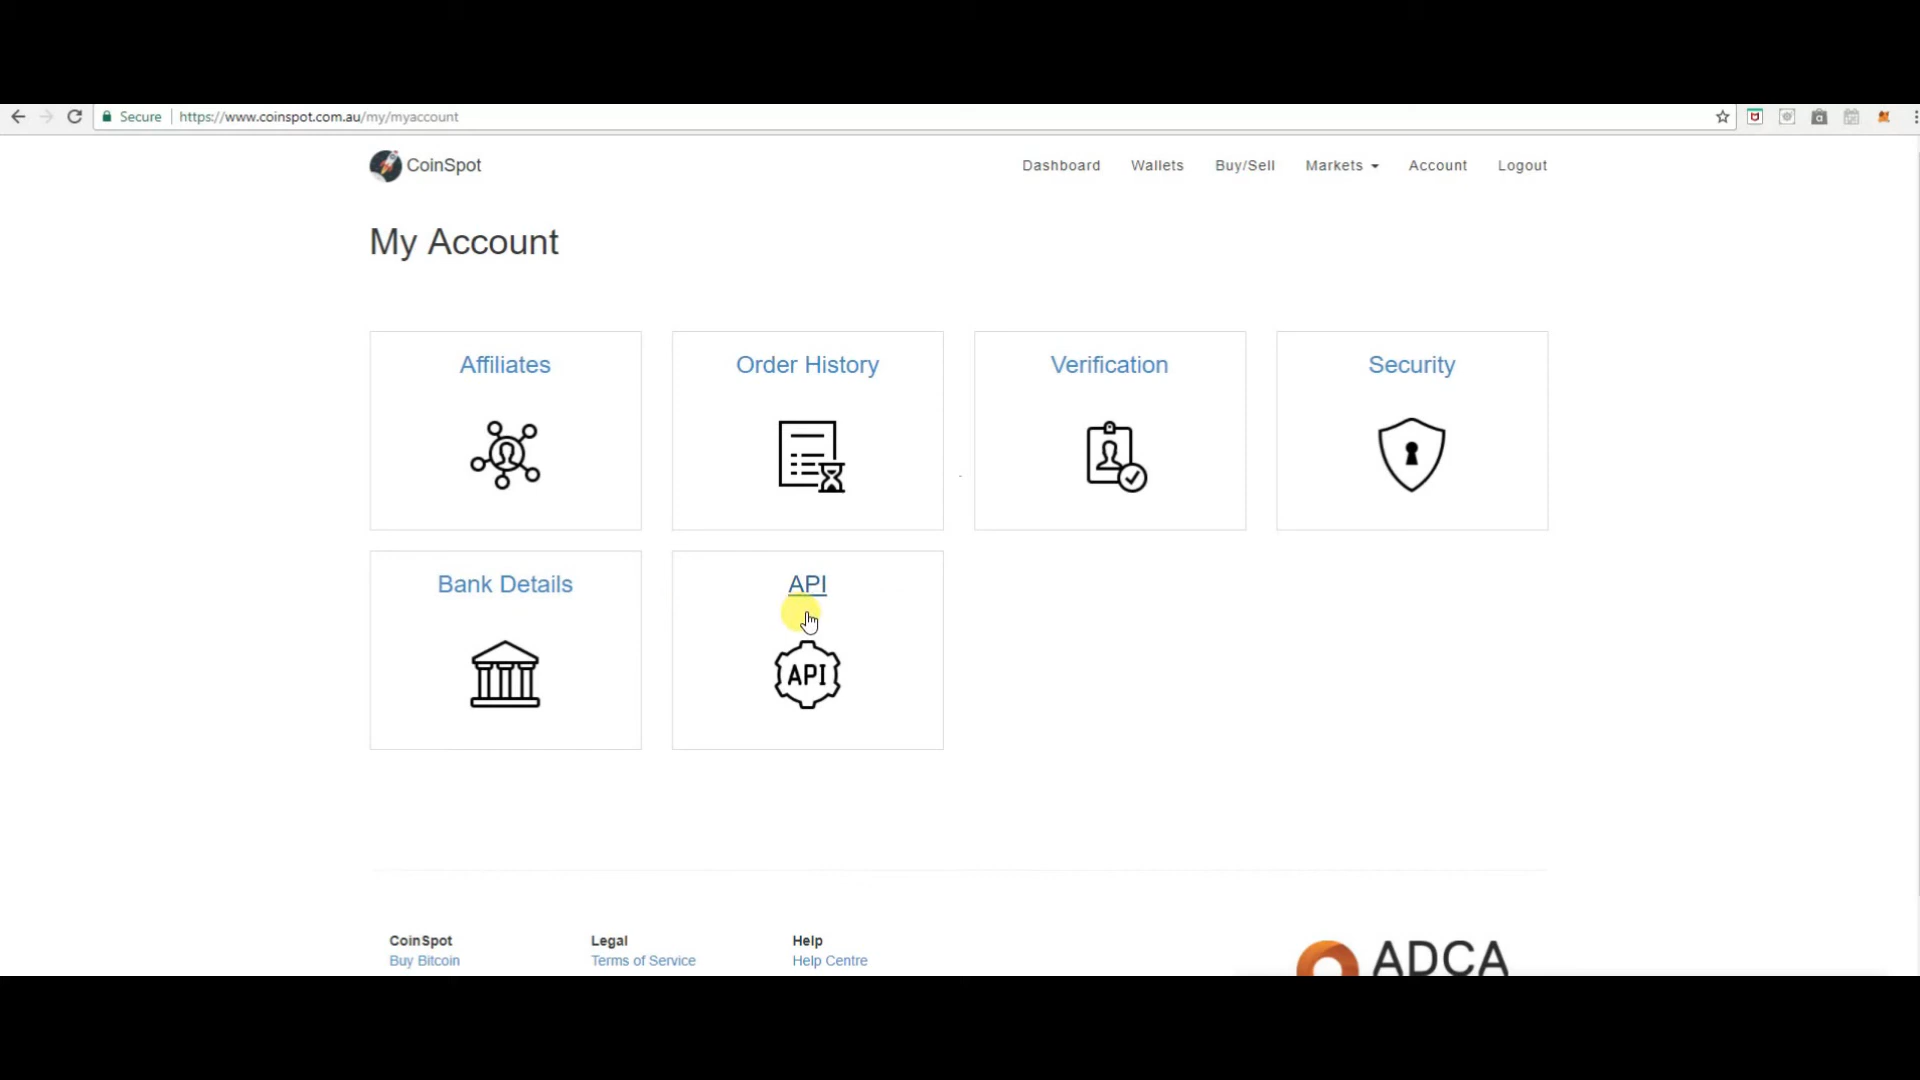 Secure https://www.coinspot.com.au/my/myaccount
CoinSpot Dashboard Wallets Buy/Sell Markets Account Logout
My Account
Affiliates Order History Verification Security
Bank Details API
API
CoinSpot Legal Help
Buy Bitcoin Terms of Service Help Centre
ADCA